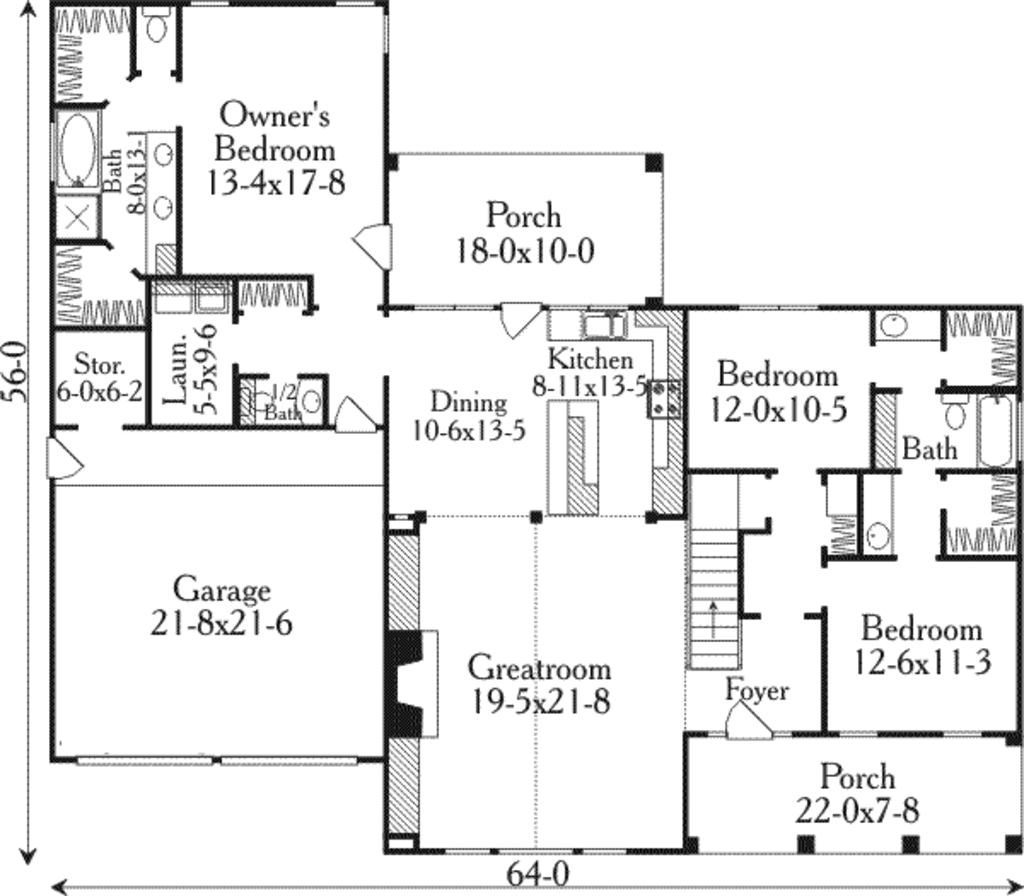 Owner's
Bedroom
13-4x17-8
Bath
8-0x13-1
Porch
18-0x10-0
Stor.
6-0x6-2
Laun.
5-5x9-6
1/2
Bath
Dining
10-6x13-5
Kitchen
8-11x13-5
Bedroom
12-0x10-5
Bath
56-0
Garage
21-8x21-6
Greatroom
19-5x21-8
Foyer
Bedroom
12-6x11-3
Porch
22-0x7-8
64-0